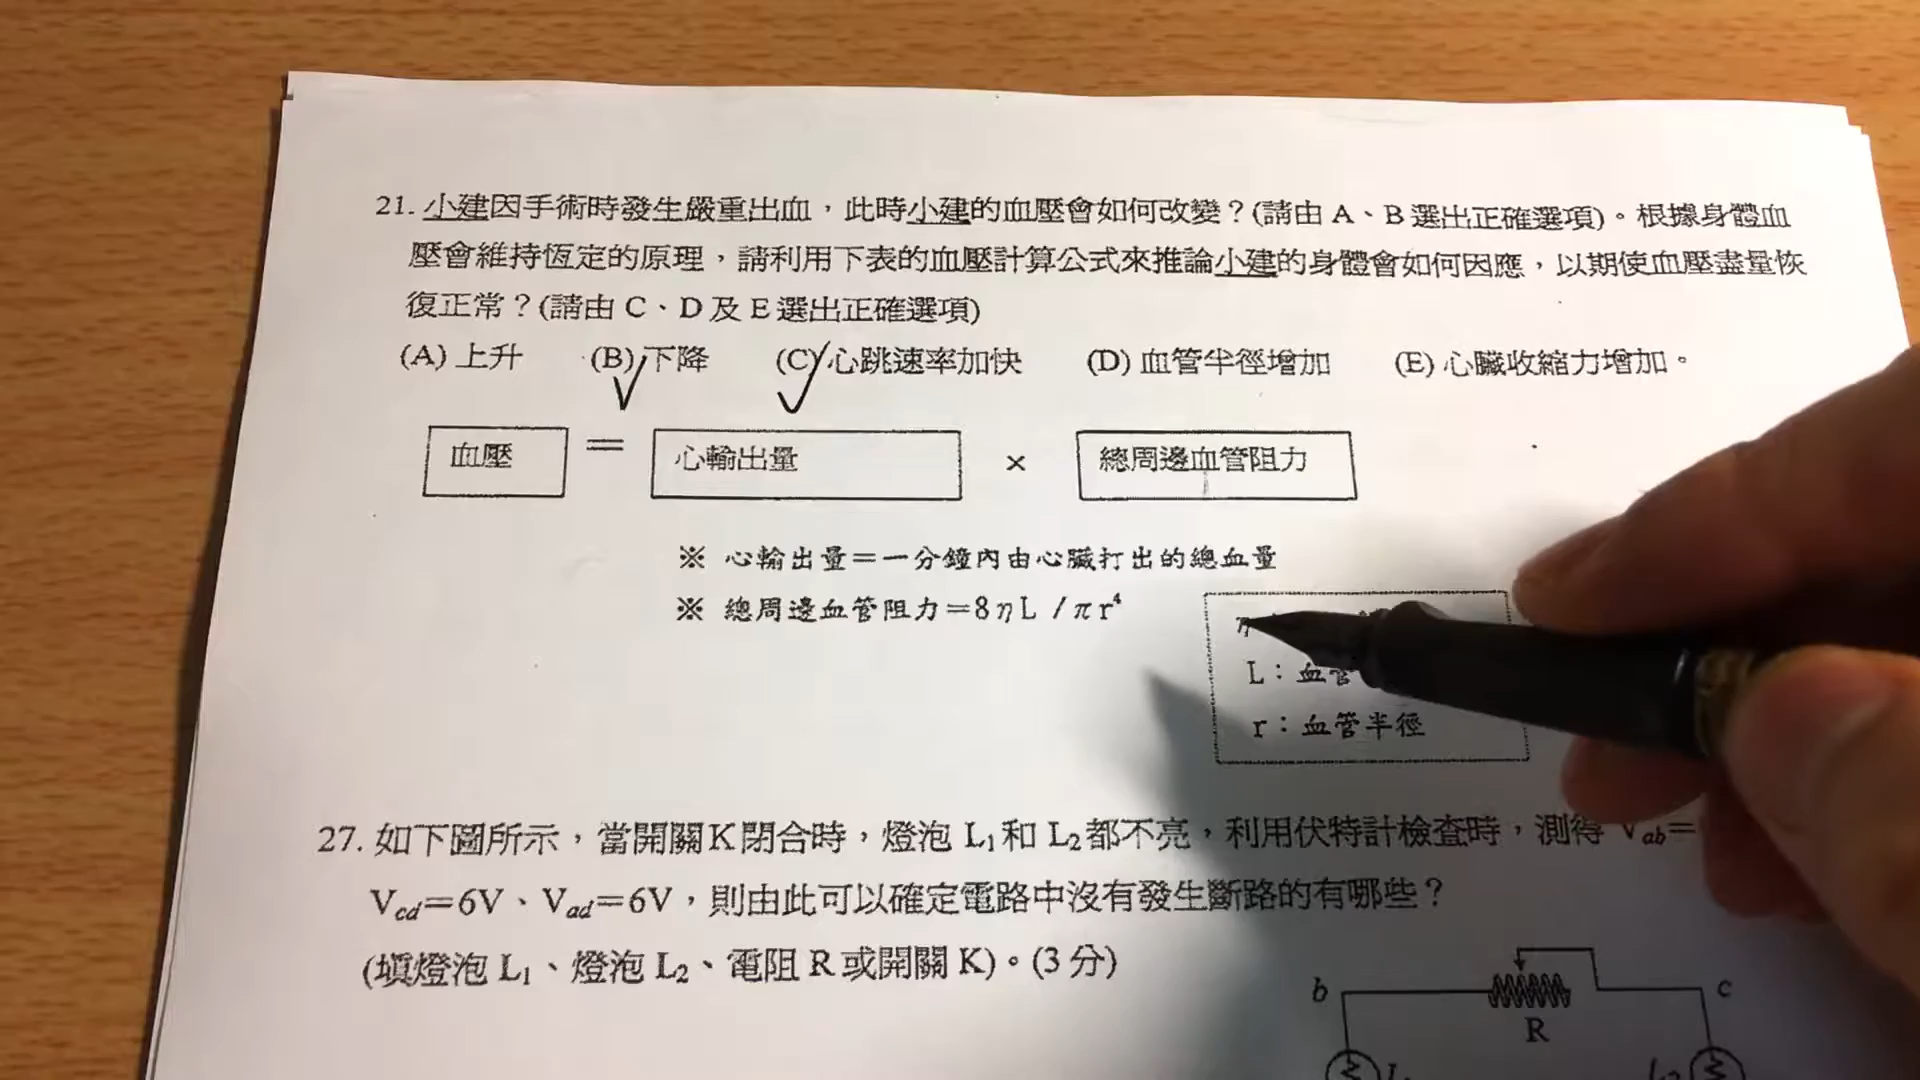 21. 小建因手術時發生嚴重出血，此時小建的血壓會如何改變？(請由 A、B 選出正確選項)。根據身體血
壓會維持恆定的原理，請利用下表的血壓計算公式來推論小建的身體會如何因應，以期使血壓盡量恢
復正常？(請由 C、D 及 E 選出正確選項)
(A) 上升 (B) 下降 (C) 心跳速率加快 (D) 血管半徑增加 (E) 心臟收縮力增加。
血壓 = 心輸出量 × 總周邊血管阻力
※ 心輸出量＝一分鐘內由心臟打出的總血量
※ 總周邊血管阻力＝8ηL /πr⁴
η
L：血管
r：血管半徑
27. 如下圖所示，當開關K閉合時，燈泡 L₁和 L₂都不亮，利用伏特計檢查時，測得 Vab＝
Vcd＝6V、Vad＝6V，則由此可以確定電路中沒有發生斷路的有哪些？
(填燈泡 L₁、燈泡 L₂、電阻 R或開關 K)。(3 分)
b c
R